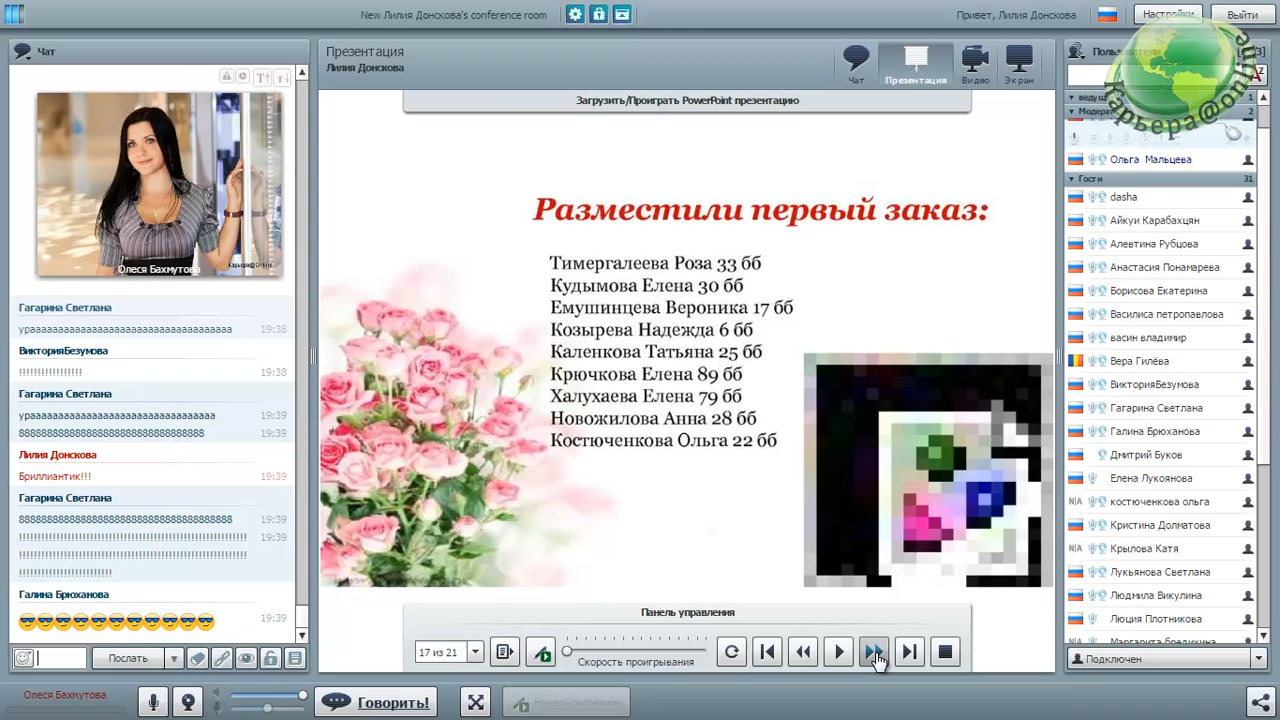 New Лилия Донскова's conference room
Привет, Лилия Донскова
Настройки
Выйти
Чат
Олеся Бахмутова
Карьера@Online
Гагарина Светлана
ураааааааааааааааааааааааааааааааа
19:38
ВикторияБезумова
!!!!!!!!!!!!!!!!!
19:38
Гагарина Светлана
19:39
19:39
Лилия Донскова
Бриллиантик!!!
19:39
Гагарина Светлана
19:39
19:39
Галина Брюханова
19:39
Послать
Презентация
Лилия Донскова
Чат
Презентация
Видео
Экран
Загрузить/Проиграть PowerPoint презентацию
Разместили первый заказ:
Тимергалеева Роза 33 бб
Кудымова Елена 30 бб
Емушинцева Вероника 17 бб
Козырева Надежда 6 бб
Каленкова Татьяна 25 бб
Крючкова Елена 89 бб
Халухаева Елена 79 бб
Новожилова Анна 28 бб
Костюченкова Ольга 22 бб
Панель управления
17 из 21
Скорость проигрывания
Карьера@online
1
2
Ольга Мальцева
Гости
31
dasha
Айкуи Карабахцян
Алевтина Рубцова
Анастасия Понамарева
Борисова Екатерина
Василиса петропавлова
васин владимир
Вера Гилёва
ВикторияБезумова
Гагарина Светлана
Галина Брюханова
Дмитрий Буков
Елена Лукоянова
N/A костюченкова ольга
Кристина Долматова
N/A Крылова Катя
Лукьянова Светлана
Людмила Викулина
Люция Плотникова
Маргарита бредихина
Подключен
Олеся Бахмутова
Говорить!